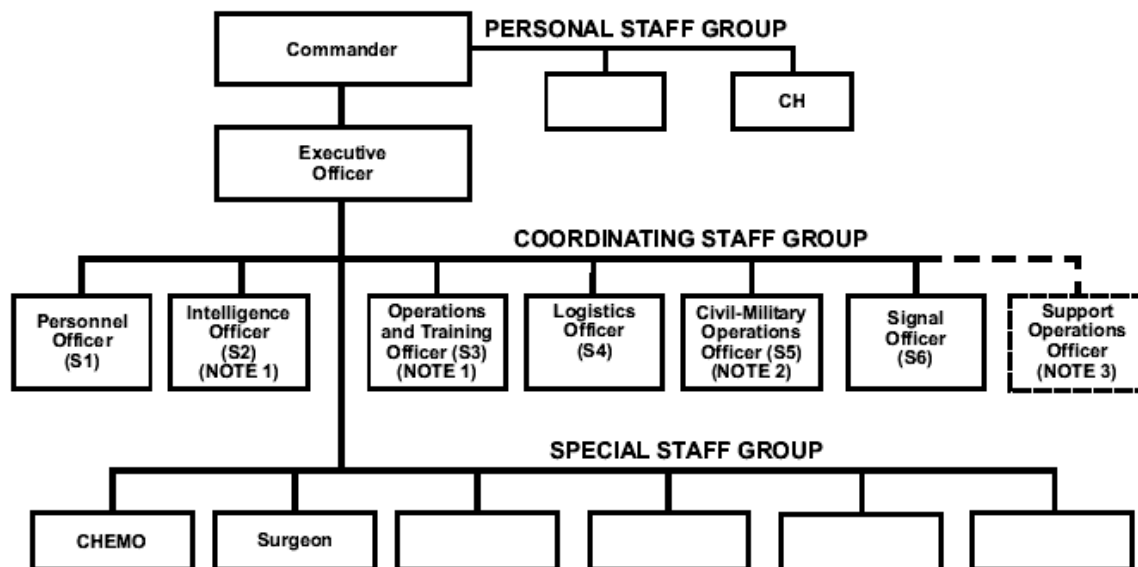 PERSONAL STAFF GROUP
Commander
CH
Executive
Officer
COORDINATING STAFF GROUP
Personnel
Officer
(S1)
Intelligence
Officer
(S2)
(NOTE 1)
Operations
and Training
Officer (S3)
(NOTE 1)
Logistics
Officer
(S4)
Civil-Military
Operations
Officer (S5)
(NOTE 2)
Signal
Officer
(S6)
Support
Operations
Officer
(NOTE 3)
SPECIAL STAFF GROUP
CHEMO
Surgeon